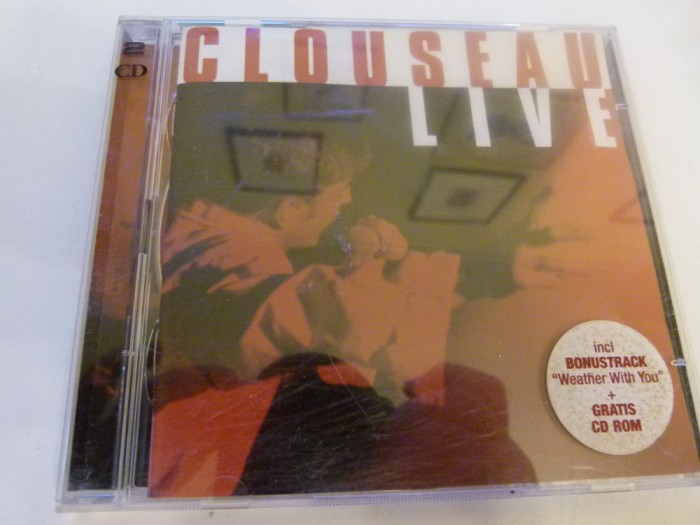 2
CD
CLOUSEAU
LIVE
incl
BONUSTRACK
"Weather With You"
+
GRATIS
CD ROM